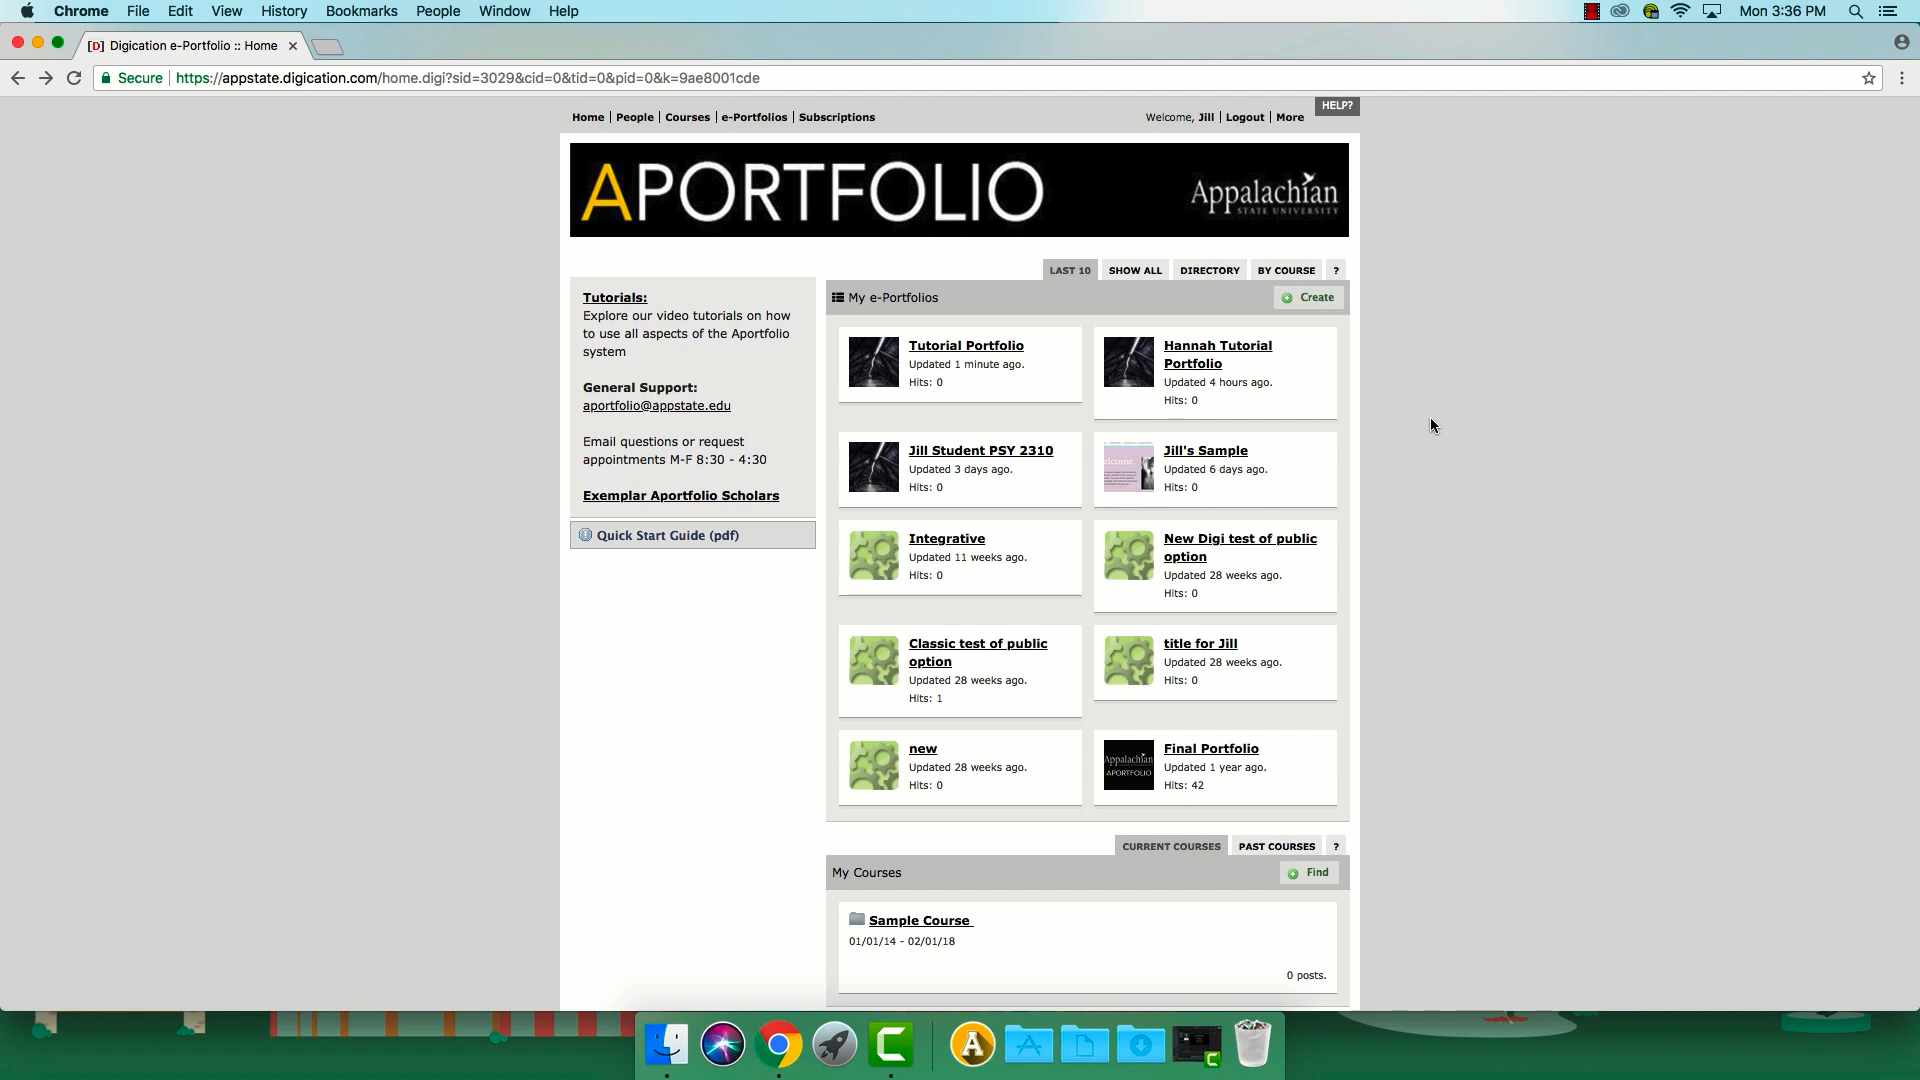 Chrome File Edit View History Bookmarks People Window Help
Mon 3:36 PM
[D] Digication e-Portfolio :: Home
Secure https://appstate.digication.com/home.digi?sid=3029&cid=0&tid=0&pid=0&k=9ae8001cde
HELP?
Home | People | Courses | e-Portfolios | Subscriptions
Welcome, Jill | Logout | More
APORTFOLIO
Appalachian
STATE UNIVERSITY
LAST 10 SHOW ALL DIRECTORY BY COURSE ?
Tutorials:
Explore our video tutorials on how
to use all aspects of the Aportfolio
system
General Support:
aportfolio@appstate.edu
Email questions or request
appointments M-F 8:30 - 4:30
Exemplar Aportfolio Scholars
Quick Start Guide (pdf)
My e-Portfolios
Create
Tutorial Portfolio
Updated 1 minute ago.
Hits: 0
Hannah Tutorial
Portfolio
Updated 4 hours ago.
Hits: 0
Jill Student PSY 2310
Updated 3 days ago.
Hits: 0
Jill's Sample
Updated 6 days ago.
Hits: 0
Integrative
Updated 11 weeks ago.
Hits: 0
New Digi test of public
option
Updated 28 weeks ago.
Hits: 0
Classic test of public
option
Updated 28 weeks ago.
Hits: 1
title for Jill
Updated 28 weeks ago.
Hits: 0
new
Updated 28 weeks ago.
Hits: 0
Appalachian
APORTFOLIO
Final Portfolio
Updated 1 year ago.
Hits: 42
CURRENT COURSES PAST COURSES ?
My Courses
Find
Sample Course
01/01/14 - 02/01/18
0 posts.